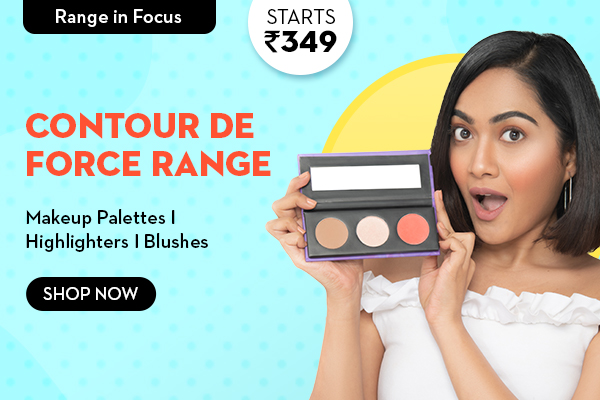 Range in Focus
STARTS
₹349
CONTOUR DE
FORCE RANGE
Makeup Palettes I
Highlighters I Blushes
SHOP NOW